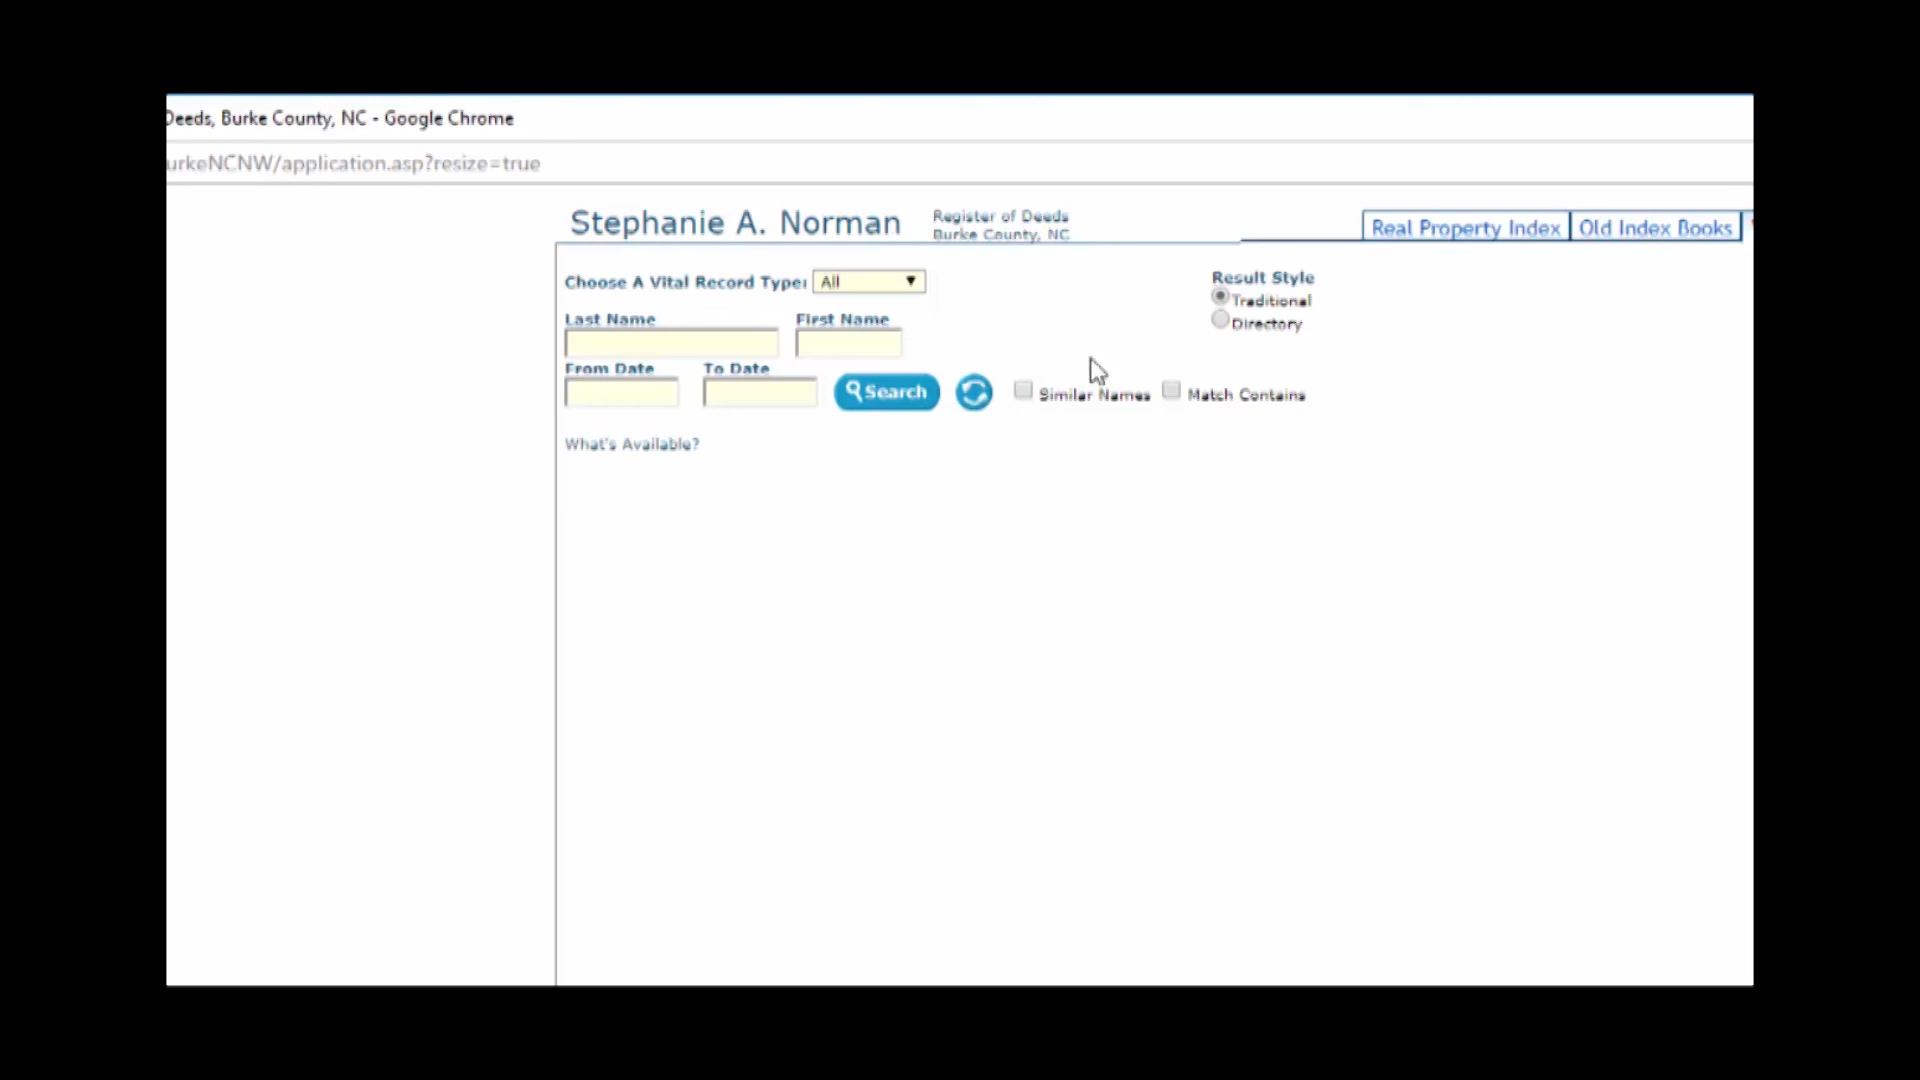 Deeds, Burke County, NC - Google Chrome
urkeNCNW/application.asp?resize=true
Stephanie A. Norman
Register of Deeds
Burke County, NC
Real Property Index
Old Index Books
Choose A Vital Record Type: All
Result Style
Traditional
Directory
Last Name
First Name
From Date
To Date
Search
Similar Names
Match Contains
What's Available?